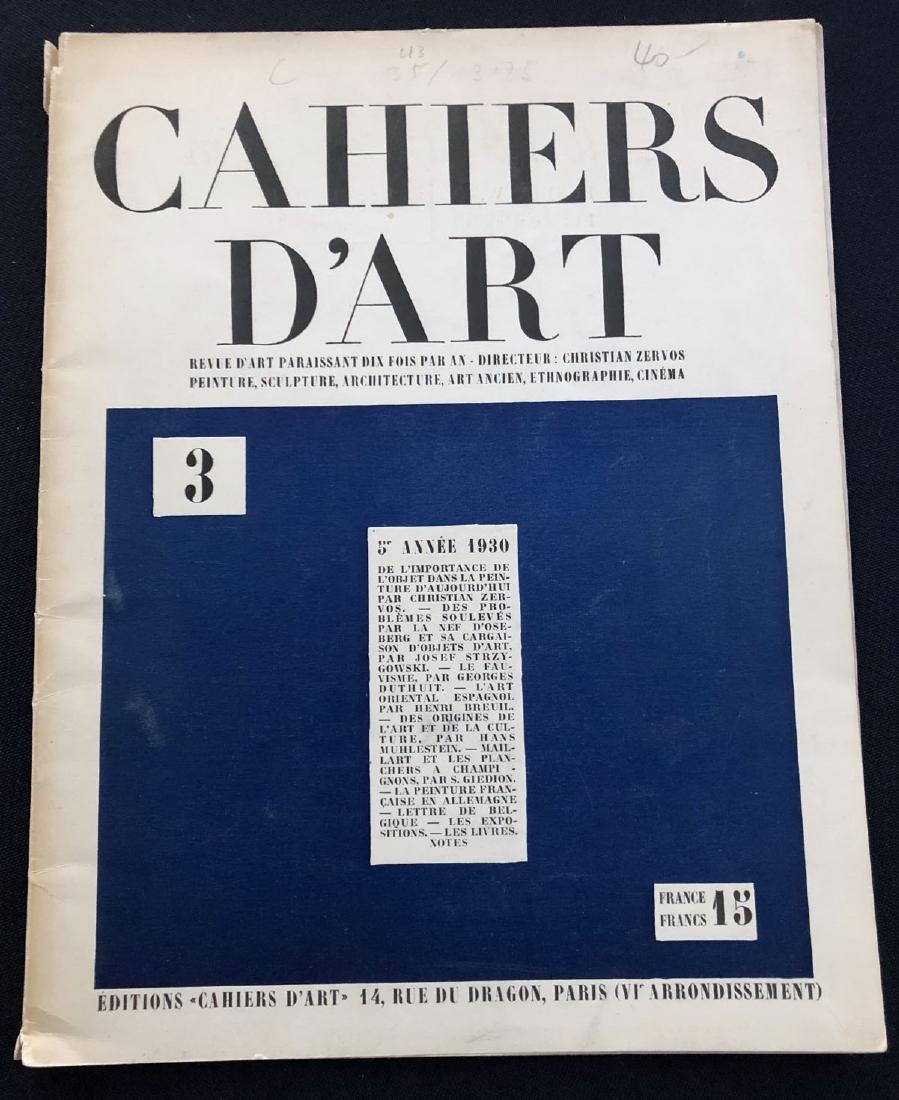 C 43 40
35/ 3.75
CAHIERS
D'ART
REVUE D'ART PARAISSANT DIX FOIS PAR AN - DIRECTEUR : CHRISTIAN ZERVOS
PEINTURE, SCULPTURE, ARCHITECTURE, ART ANCIEN, ETHNOGRAPHIE, CINÉMA
3
5me ANNÉE 1930
DE L'IMPORTANCE DE
L'OBJET DANS LA PEIN-
TURE D'AUJOURD'HUI
PAR CHRISTIAN ZER-
VOS. — DES PRO-
BLÈMES SOULEVÉS
PAR LA NEF D'OSE-
BERG ET SA CARGAI-
SON D'OBJETS D'ART,
PAR JOSEF STRZY-
GOWSKI. — LE FAU-
VISME, PAR GEORGES
DUTHUIT. — L'ART
ORIENTAL ESPAGNOL
PAR HENRI BREUIL.
— DES ORIGINES DE
L'ART ET DE LA CUL-
TURE, PAR HANS
MUHLESTEIN. — MAIL-
LART ET LES PLAN-
CHERS A CHAMPI -
GNONS, PAR S. GIEDION.
— LA PEINTURE FRAN-
ÇAISE EN ALLEMAGNE
— LETTRE DE BEL-
GIQUE — LES EXPO-
SITIONS. — LES LIVRES.
NOTES
FRANCE
FRANCS 15
ÉDITIONS «CAHIERS D'ART» 14, RUE DU DRAGON, PARIS (VIe ARRONDISSEMENT)